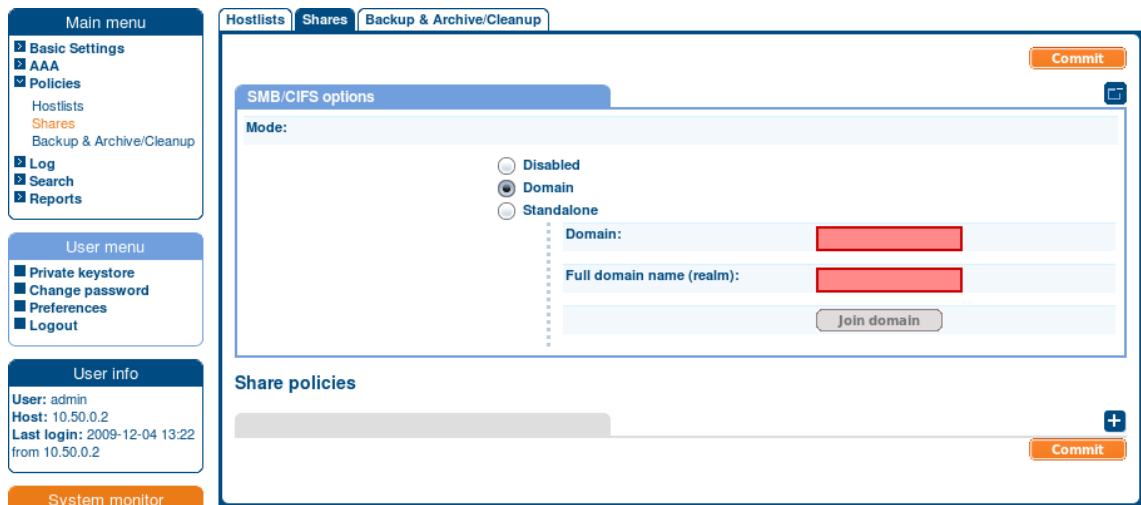 Main menu
Basic Settings
AAA
Policies
Hostlists
Shares
Backup & Archive/Cleanup
Log
Search
Reports
User menu
Private keystore
Change password
Preferences
Logout
User info
User: admin
Host: 10.50.0.2
Last login: 2009-12-04 13:22
from 10.50.0.2
System monitor
Hostlists Shares Backup & Archive/Cleanup
Commit
SMB/CIFS options
Mode:
Disabled
Domain
Standalone
Domain:
Full domain name (realm):
Join domain
Share policies
Commit